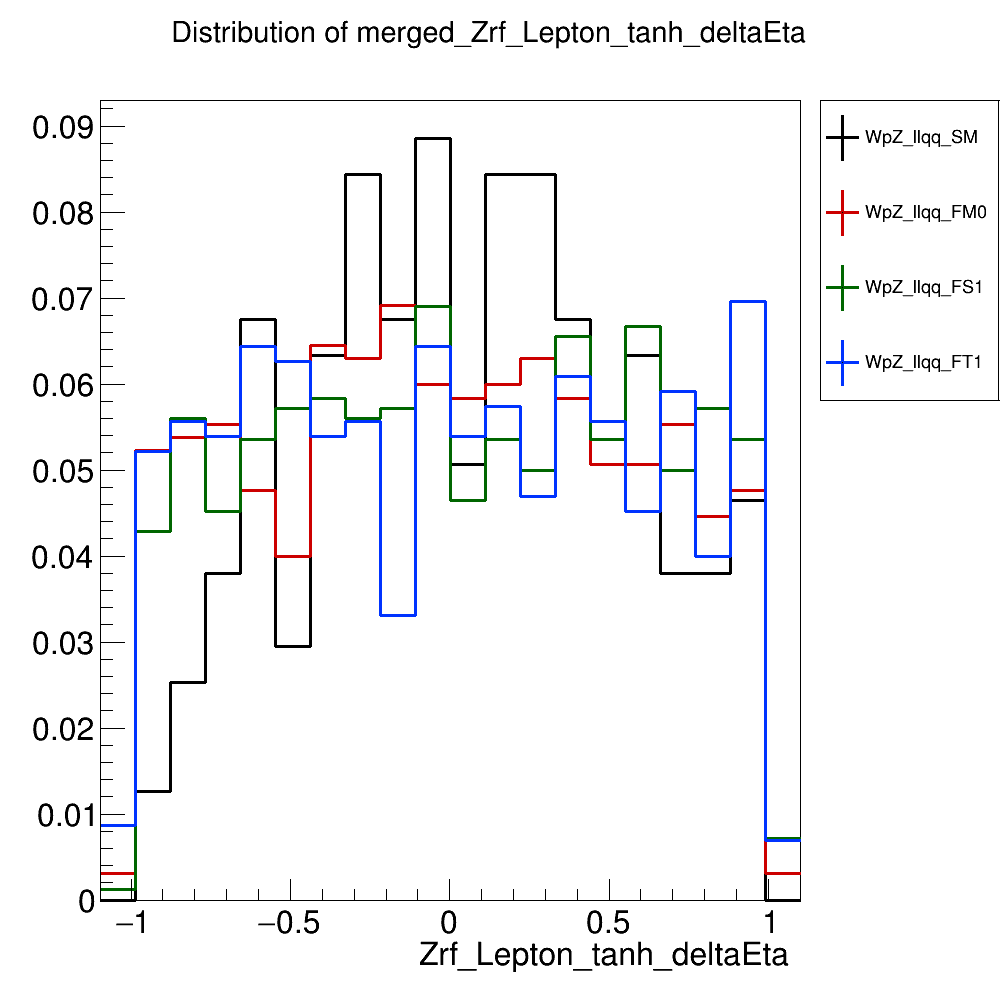 Distribution of merged_Zrf_Lepton_tanh_deltaEta
0.09
0.08
0.07
0.06
0.05
0.04
0.03
0.02
0.01
0
−1
−0.5
0
0.5
1
Zrf_Lepton_tanh_deltaEta
WpZ_llqq_SM
WpZ_llqq_FM0
WpZ_llqq_FS1
WpZ_llqq_FT1